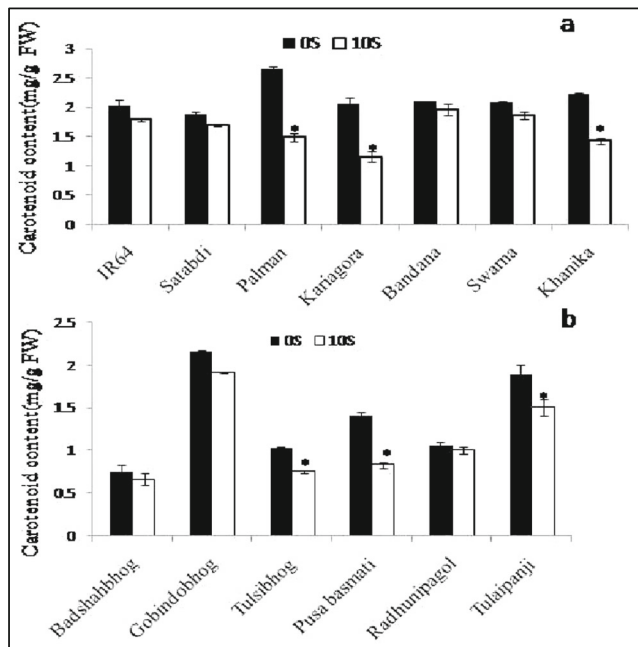 a
0S 10S
Carotenoid content(mg/g FW)
3
2.5
2
1.5
1
0.5
0
* * *
IR64 Satabdi Palman Kariagora Bandana Swarna Khanika
b
0S 10S
Carotenoid content(mg/g FW)
2.5
2
1.5
1
0.5
0
* * *
Badshahbhog Gobindobhog Tulsibhog Pusa basmati Radhunipagol Tulaipanji